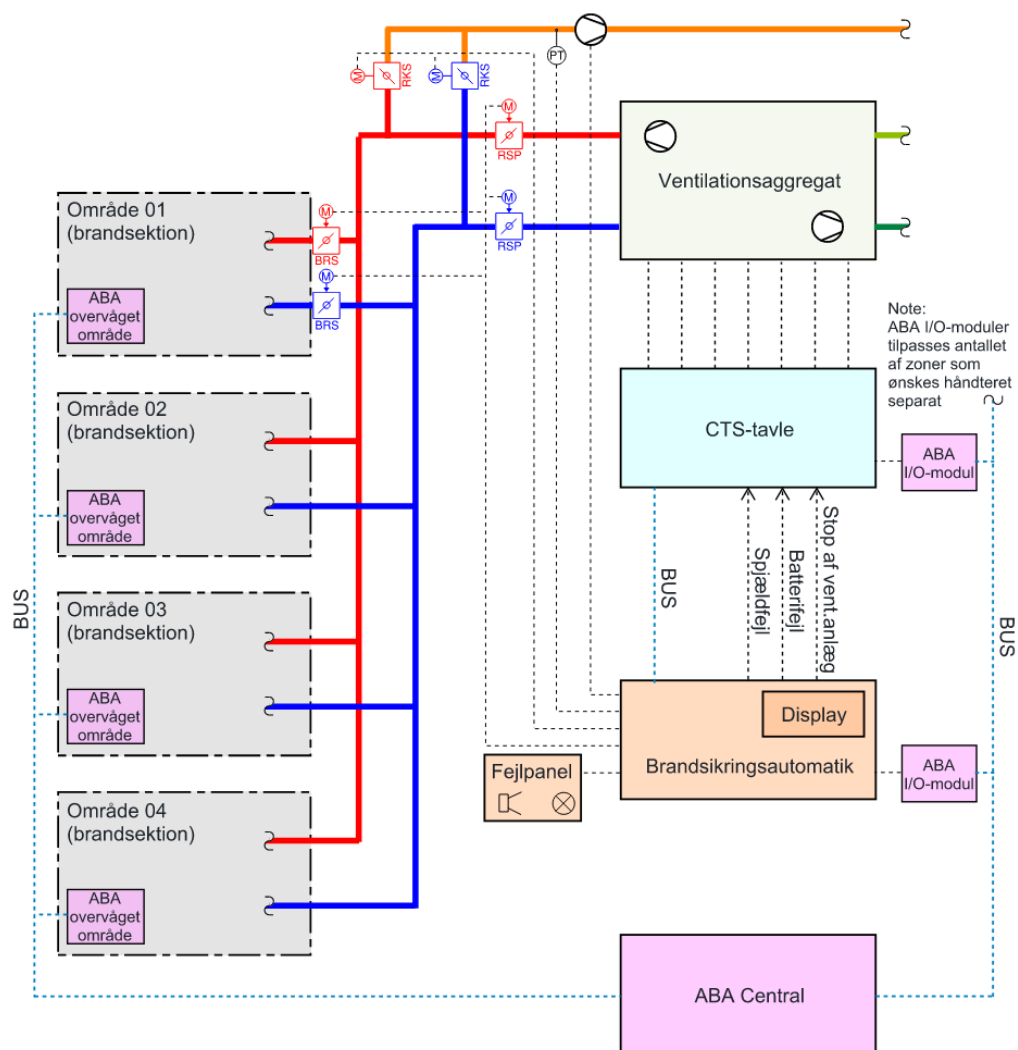 PT
M
RKS
M
RKS
M
RSP
M
RSP
Ventilationsaggregat
Område 01
(brandsektion)
M
BRS
M
BRS
ABA
overvåget
område
Note:
ABA I/O-moduler
tilpasses antallet
af zoner som
ønskes håndteret
separat
Område 02
(brandsektion)
ABA
overvåget
område
CTS-tavle
ABA
I/O-modul
BUS
Spjældfejl
Batterifejl
Stop af vent.anlæg
BUS
BUS
Område 03
(brandsektion)
ABA
overvåget
område
Display
Brandsikringsautomatik
Fejlpanel
ABA
I/O-modul
Område 04
(brandsektion)
ABA
overvåget
område
ABA Central